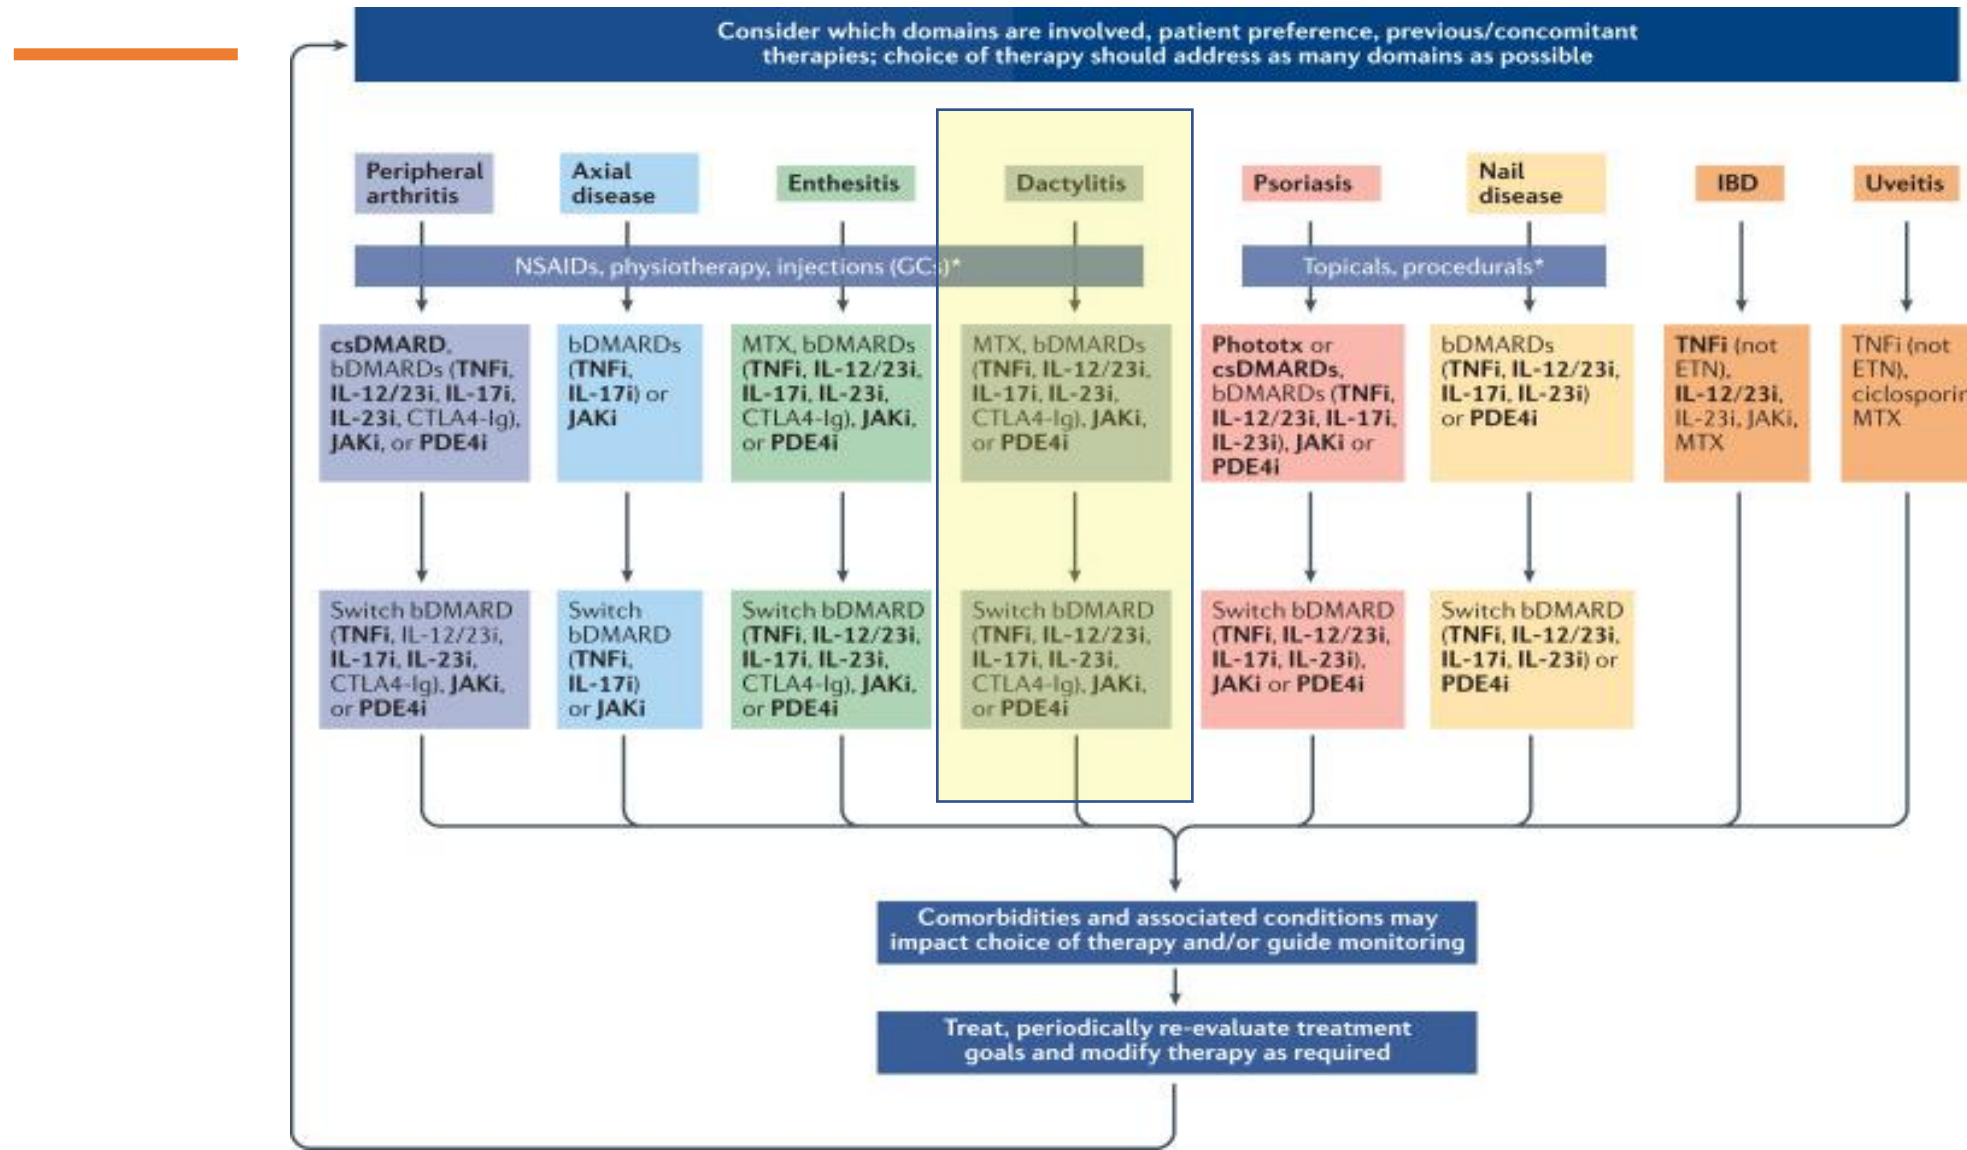 Consider which domains are involved, patient preference, previous/concomitant
therapies; choice of therapy should address as many domains as possible
Peripheral
arthritis
Axial
disease
Enthesitis
Dactylitis
Psoriasis
Nail
disease
IBD
Uveitis
NSAIDs, physiotherapy, injections (GCs)*
Topicals, procedurals*
csDMARD,
bDMARDs (TNFi,
IL-12/23i, IL-17i,
IL-23i, CTLA4-Ig),
JAKi, or PDE4i
bDMARDs
(TNFi,
IL-17i) or
JAKi
MTX, bDMARDs
(TNFi, IL-12/23i,
IL-17i, IL-23i,
CTLA4-Ig), JAKi,
or PDE4i
MTX, bDMARDs
(TNFi, IL-12/23i,
IL-17i, IL-23i,
CTLA4-Ig), JAKi,
or PDE4i
Phototx or
csDMARDs,
bDMARDs (TNFi,
IL-12/23i, IL-17i,
IL-23i), JAKi or
PDE4i
bDMARDs
(TNFi, IL-12/23i,
IL-17i, IL-23i)
or PDE4i
TNFi (not
ETN),
IL-12/23i,
IL-23i, JAKi,
MTX
TNFi (not
ETN),
ciclosporin
MTX
Switch bDMARD
(TNFi, IL-12/23i,
IL-17i, IL-23i,
CTLA4-Ig), JAKi,
or PDE4i
Switch
bDMARD
(TNFi,
IL-17i)
or JAKi
Switch bDMARD
(TNFi, IL-12/23i,
IL-17i, IL-23i,
CTLA4-Ig), JAKi,
or PDE4i
Switch bDMARD
(TNFi, IL-12/23i,
IL-17i, IL-23i,
CTLA4-Ig), JAKi,
or PDE4i
Switch bDMARD
(TNFi, IL-12/23i,
IL-17i, IL-23i),
JAKi or PDE4i
Switch bDMARD
(TNFi, IL-12/23i,
IL-17i, IL-23i) or
PDE4i
Comorbidities and associated conditions may
impact choice of therapy and/or guide monitoring
Treat, periodically re-evaluate treatment
goals and modify therapy as required